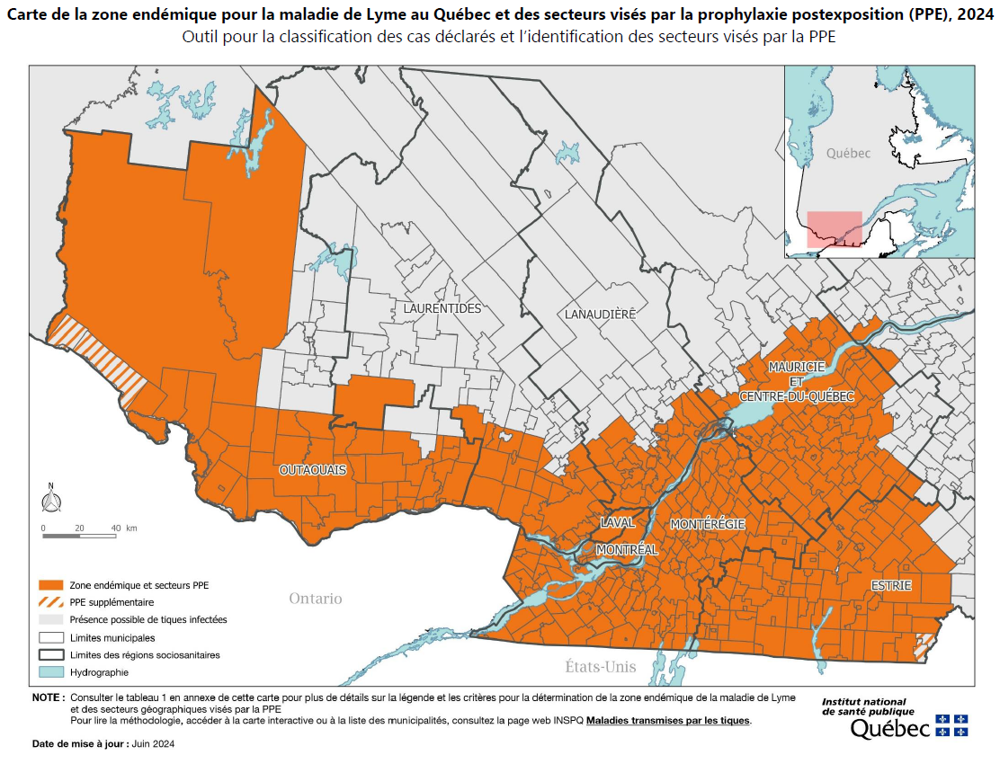 Carte de la zone endémique pour la maladie de Lyme au Québec et des secteurs visés par la prophylaxie postexposition (PPE), 2024
Outil pour la classification des cas déclarés et l’identification des secteurs visés par la PPE
Québec
LAURENTIDES
LANAUDIÈRE
MAURICIE
ET
CENTRE-DU-QUÉBEC
OUTAOUAIS
LAVAL
MONTÉRÉGIE
MONTRÉAL
ESTRIE
N
0 20 40 km
Zone endémique et secteurs PPE
PPE supplémentaire
Présence possible de tiques infectées
Limites municipales
Limites des régions sociosanitaires
Hydrographie
Ontario
États-Unis
NOTE : Consulter le tableau 1 en annexe de cette carte pour plus de détails sur la légende et les critères pour la détermination de la zone endémique de la maladie de Lyme
et des secteurs géographiques visés par la PPE
Pour lire la méthodologie, accéder à la carte interactive ou à la liste des municipalités, consultez la page web INSPQ Maladies transmises par les tiques.
Date de mise à jour : Juin 2024
Institut national
de santé publique
Québec